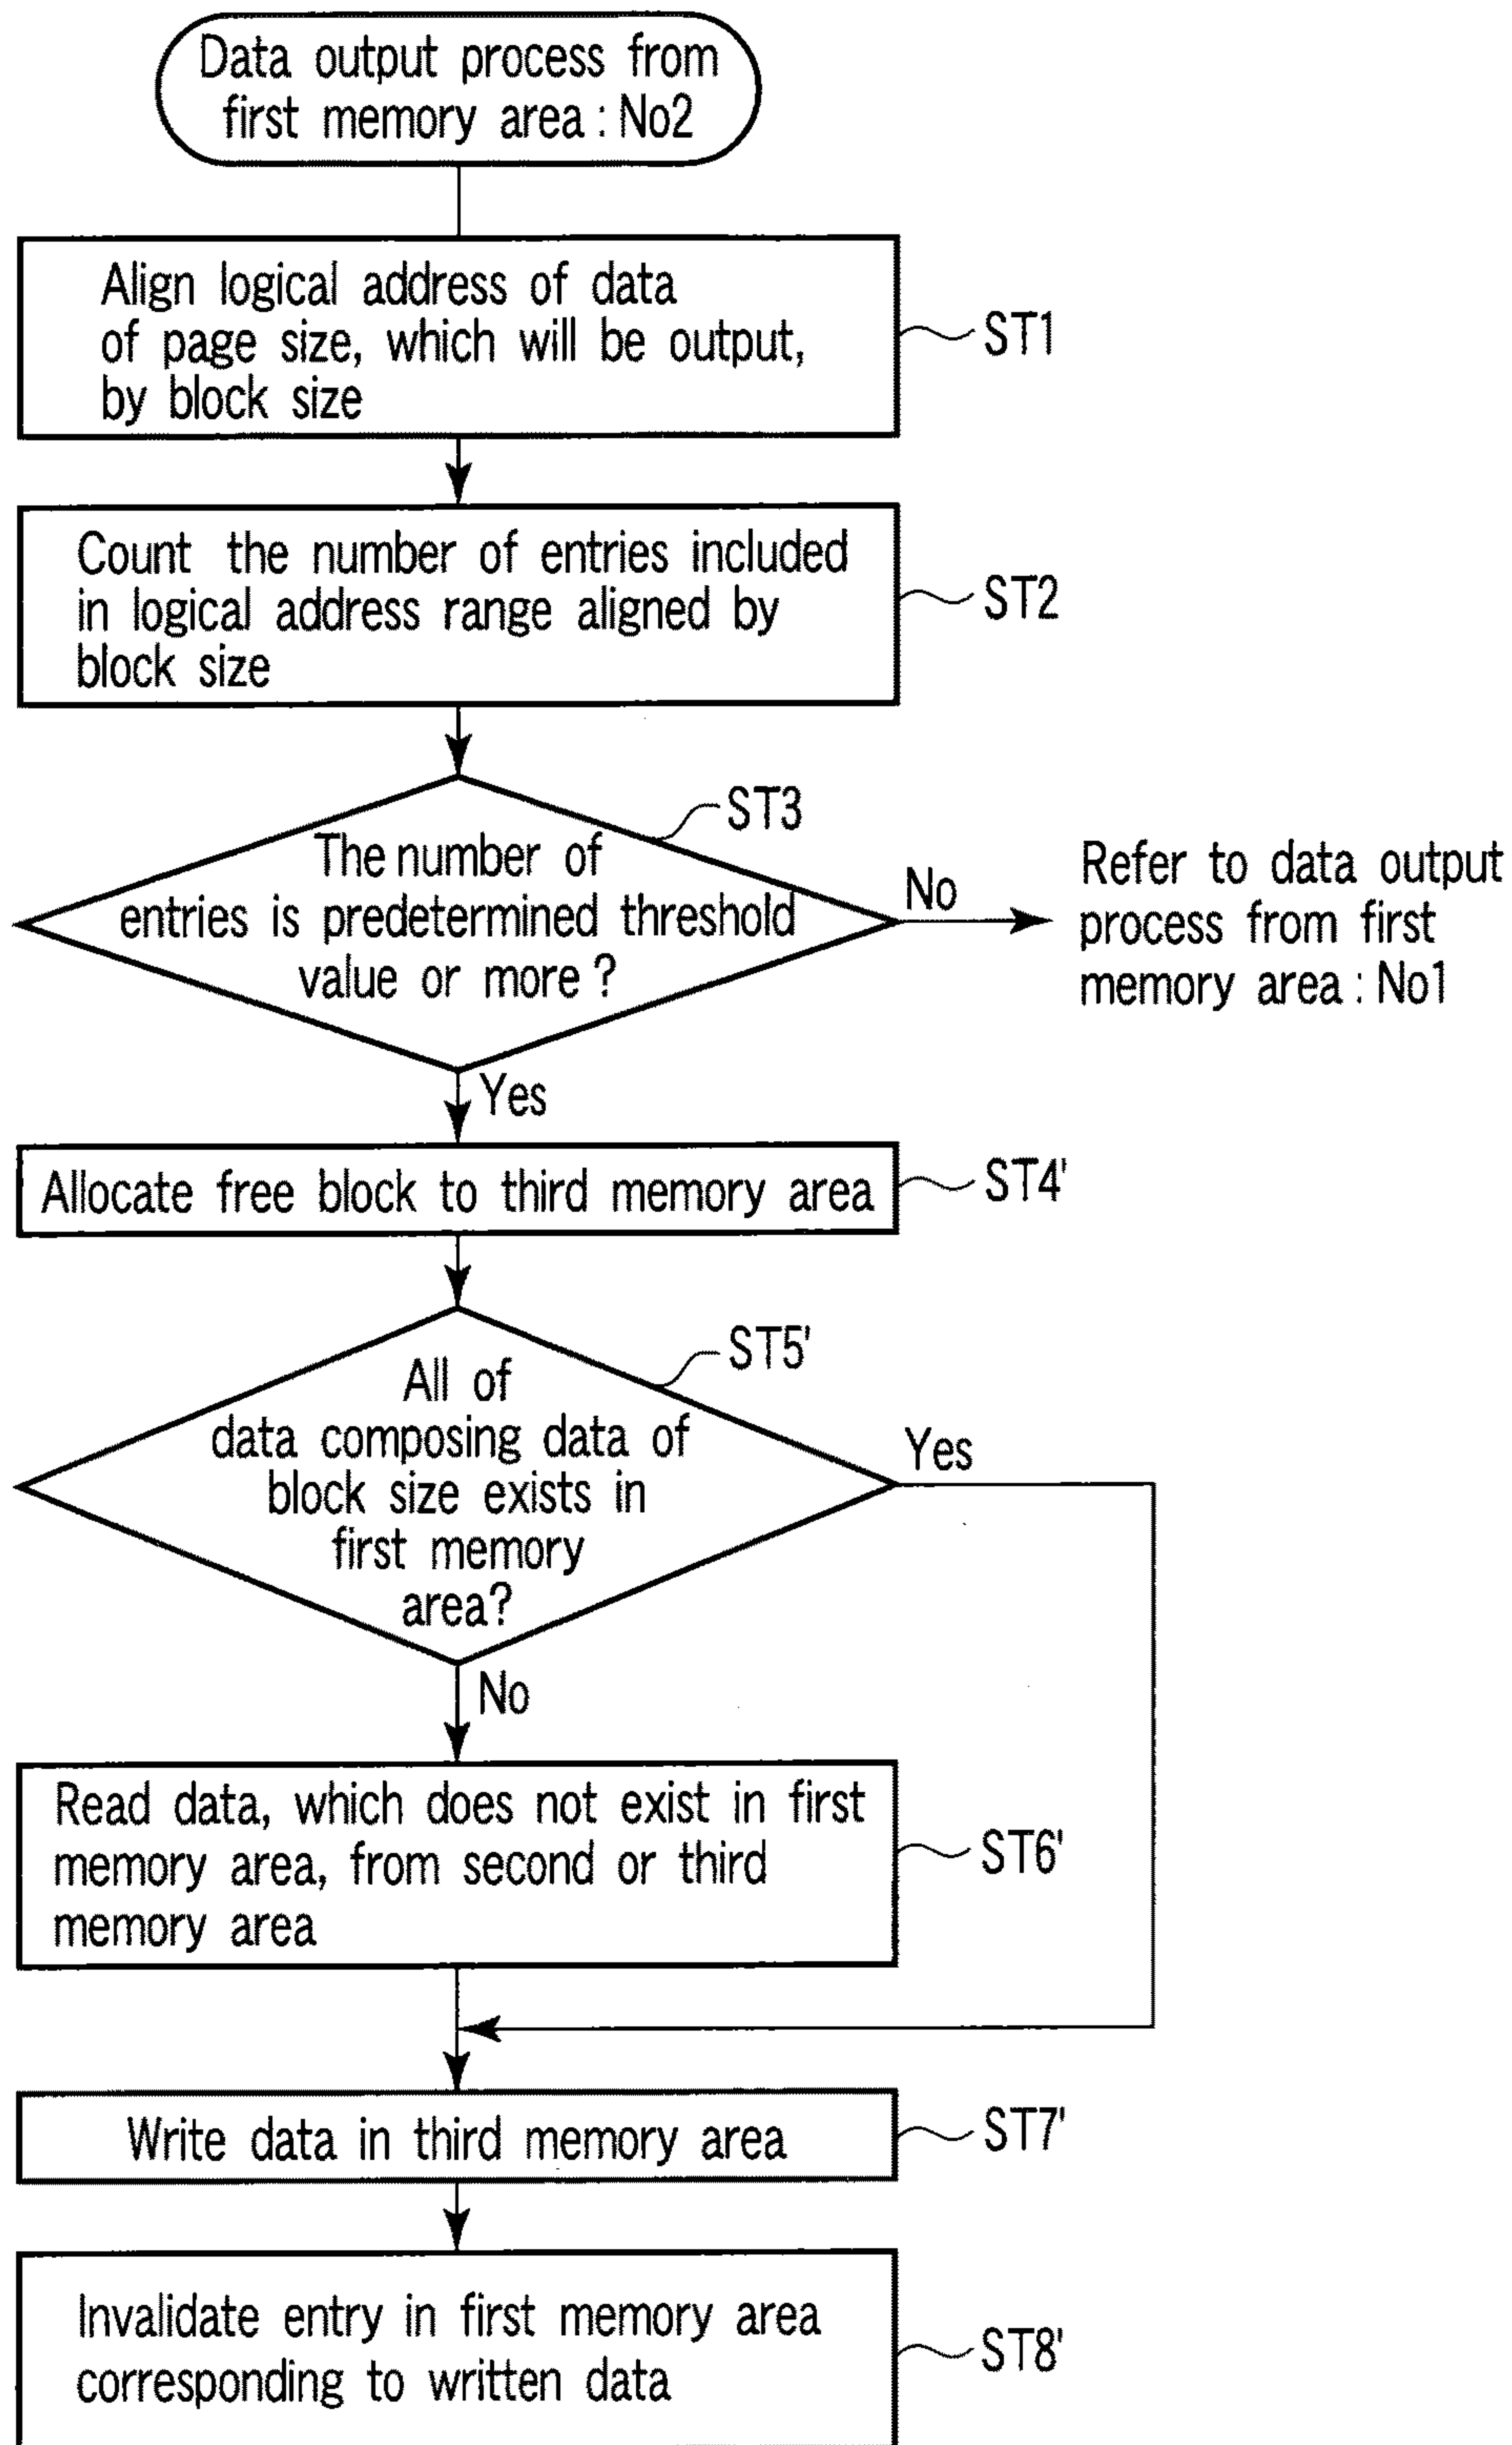 Data output process from
first memory area : No2
Align logical address of data
of page size, which will be output,
by block size
ST1
Count the number of entries included
in logical address range aligned by
block size
ST2
ST3
The number of
entries is predetermined threshold
value or more ?
No
Refer to data output
process from first
memory area : No1
Yes
Allocate free block to third memory area
ST4'
ST5'
All of
data composing data of
block size exists in
first memory
area?
Yes
No
Read data, which does not exist in first
memory area, from second or third
memory area
ST6'
Write data in third memory area
ST7'
Invalidate entry in first memory area
corresponding to written data
ST8'